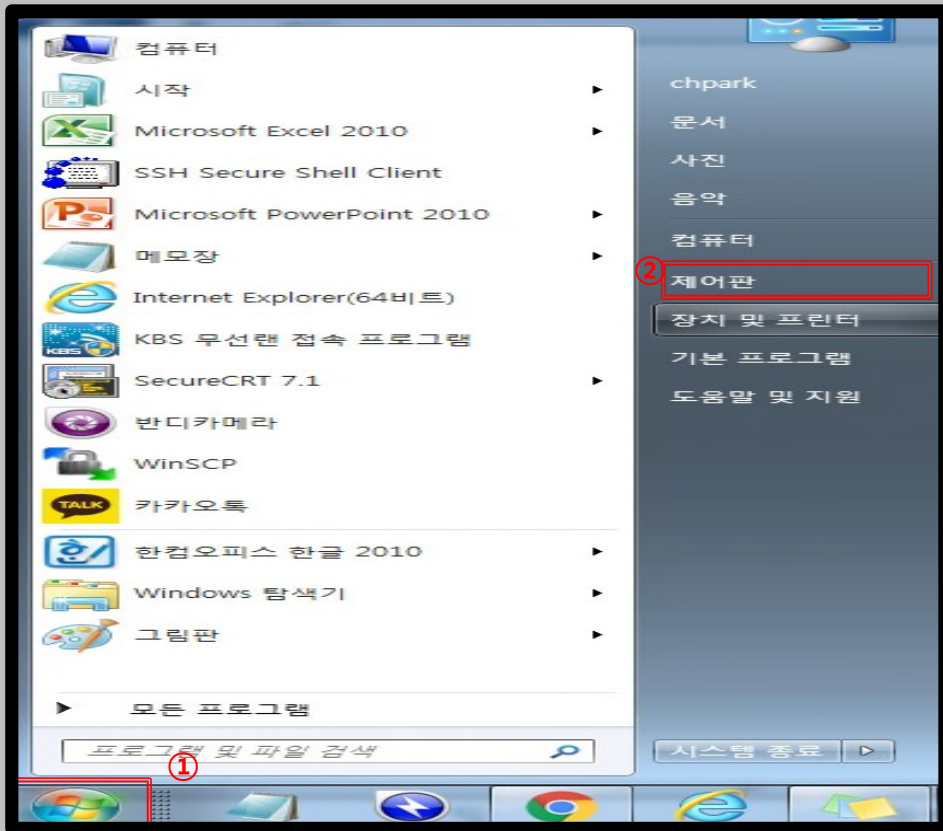 컴퓨터
시작
Microsoft Excel 2010
SSH Secure Shell Client
Microsoft PowerPoint 2010
메모장
Internet Explorer(64비트)
KBS 무선랜 접속 프로그램
KBS
SecureCRT 7.1
반디카메라
WinSCP
TALK
카카오톡
한컴오피스 한글 2010
Windows 탐색기
그림판
모든 프로그램
프로그램 및 파일 검색
①
chpark
문서
사진
음악
컴퓨터
②
제어판
장치 및 프린터
기본 프로그램
도움말 및 지원
시스템 종료